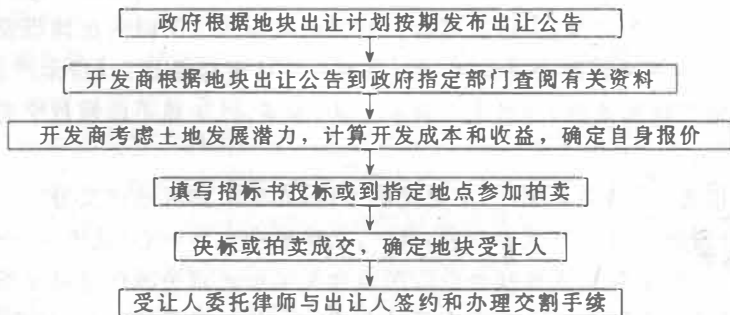 政府根据地块出让计划按期发布出让公告
开发商根据地块出让公告到政府指定部门查阅有关资料
开发商考虑土地发展潜力，计算开发成本和收益，确定自身报价
填写招标书投标或到指定地点参加拍卖
决标或拍卖成交，确定地块受让人
受让人委托律师与出让人签约和办理交割手续